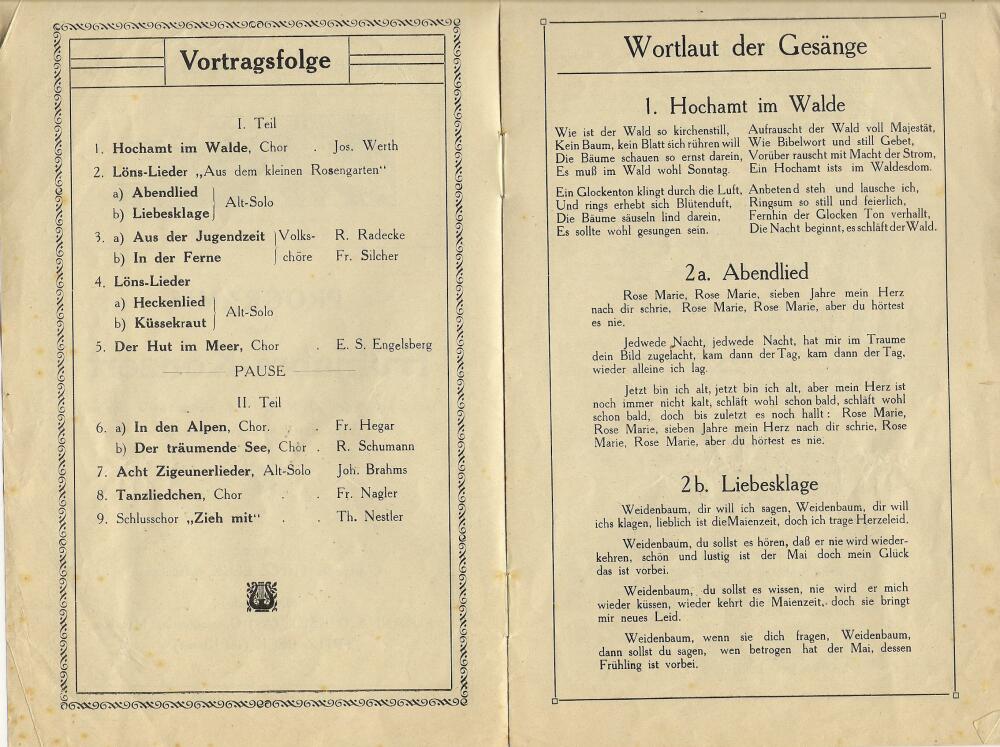 Vortragsfolge
I. Teil
1. Hochamt im Walde, Chor . Jos. Werth
2. Löns-Lieder „Aus dem kleinen Rosengarten"
a) Abendlied
b) Liebesklage
Alt-Solo
3. a) Aus der Jugendzeit Volks- R. Radecke
b) In der Ferne chöre Fr. Silcher
4. Löns-Lieder
a) Heckenlied
b) Küssekraut
Alt-Solo
5. Der Hut im Meer, Chor . E. S. Engelsberg
PAUSE
II. Teil
6. a) In den Alpen, Chor. . . Fr. Hegar
b) Der träumende See, Chor . R. Schumann
7. Acht Zigeunerlieder, Alt-Solo Joh. Brahms
8. Tanzliedchen, Chor . . Fr. Nagler
9. Schlusschor „Zieh mit" . . Th. Nestler
Wortlaut der Gesänge
1. Hochamt im Walde
Wie ist der Wald so kirchenstill,
Kein Baum, kein Blatt sich rühren will
Die Bäume schauen so ernst darein,
Es muß im Wald wohl Sonntag.
Ein Glockenton klingt durch die Luft,
Und rings erhebt sich Blütenduft,
Die Bäume säuseln lind darein,
Es sollte wohl gesungen sein.
Aufrauscht der Wald voll Majestät,
Wie Bibelwort und still Gebet,
Vorüber rauscht mit Macht der Strom,
Ein Hochamt ists im Waldesdom.
Anbetend steh und lausche ich,
Ringsum so still und feierlich,
Fernhin der Glocken Ton verhallt,
Die Nacht beginnt, es schläft der Wald.
2a. Abendlied
Rose Marie, Rose Marie, sieben Jahre mein Herz
nach dir schrie, Rose Marie, Rose Marie, aber du hörtest
es nie.
Jedwede Nacht, jedwede Nacht, hat mir im Traume
dein Bild zugelacht, kam dann der Tag, kam dann der Tag,
wieder alleine ich lag.
Jetzt bin ich alt, jetzt bin ich alt, aber mein Herz ist
noch immer nicht kalt, schläft wohl schon bald, schläft wohl
schon bald, doch bis zuletzt es noch hallt: Rose Marie,
Rose Marie, sieben Jahre mein Herz nach dir schrie, Rose
Marie, Rose Marie, aber du hörtest es nie.
2b. Liebesklage
Weidenbaum, dir will ich sagen, Weidenbaum, dir will
ichs klagen, lieblich ist die Maienzeit, doch ich trage Herzeleid.
Weidenbaum, du sollst es hören, daß er nie wird wieder-
kehren, schön und lustig ist der Mai doch mein Glück
das ist vorbei.
Weidenbaum, du sollst es wissen, nie wird er mich
wieder küssen, wieder kehrt die Maienzeit, doch sie bringt
mir neues Leid.
Weidenbaum, wenn sie dich fragen, Weidenbaum,
dann sollst du sagen, wen betrogen hat der Mai, dessen
Frühling ist vorbei.